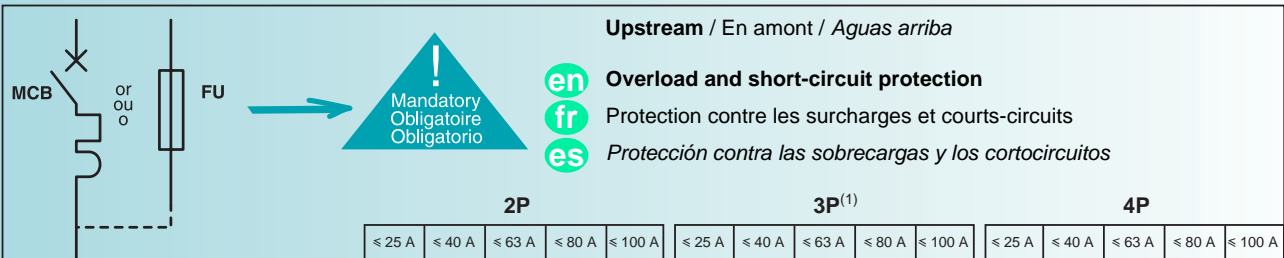 Upstream / En amont / Aguas arriba
MCB
or
ou
o
FU
!
Mandatory
Obligatoire
Obligatorio
en Overload and short-circuit protection
fr Protection contre les surcharges et courts-circuits
es Protección contra las sobrecargas y los cortocircuitos
2P 3P(1) 4P
≤ 25 A ≤ 40 A ≤ 63 A ≤ 80 A ≤ 100 A ≤ 25 A ≤ 40 A ≤ 63 A ≤ 80 A ≤ 100 A ≤ 25 A ≤ 40 A ≤ 63 A ≤ 80 A ≤ 100 A